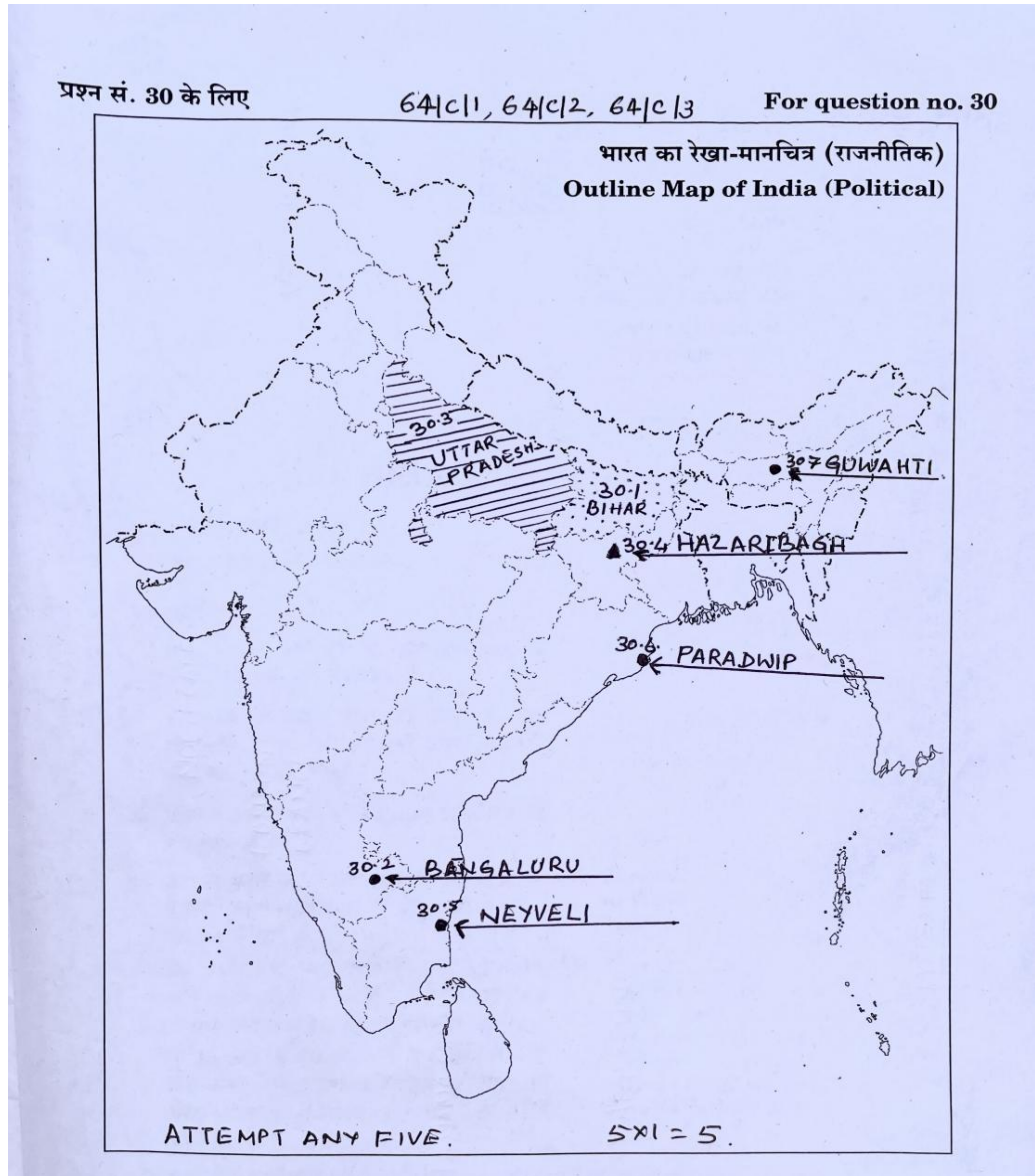 प्रश्न सं. 30 के लिए
64/C/1, 64/C/2, 64/C/3
For question no. 30
भारत का रेखा-मानचित्र (राजनीतिक)
Outline Map of India (Political)
30.3
UTTAR
PRADESH
30.7 GUWAHTI
30.1
BIHAR
30.4 HAZARIBAGH
30.6.
PARADWIP
30.2
BANGALURU
30.5
NEYVELI
ATTEMPT ANY FIVE.
5×1 = 5.